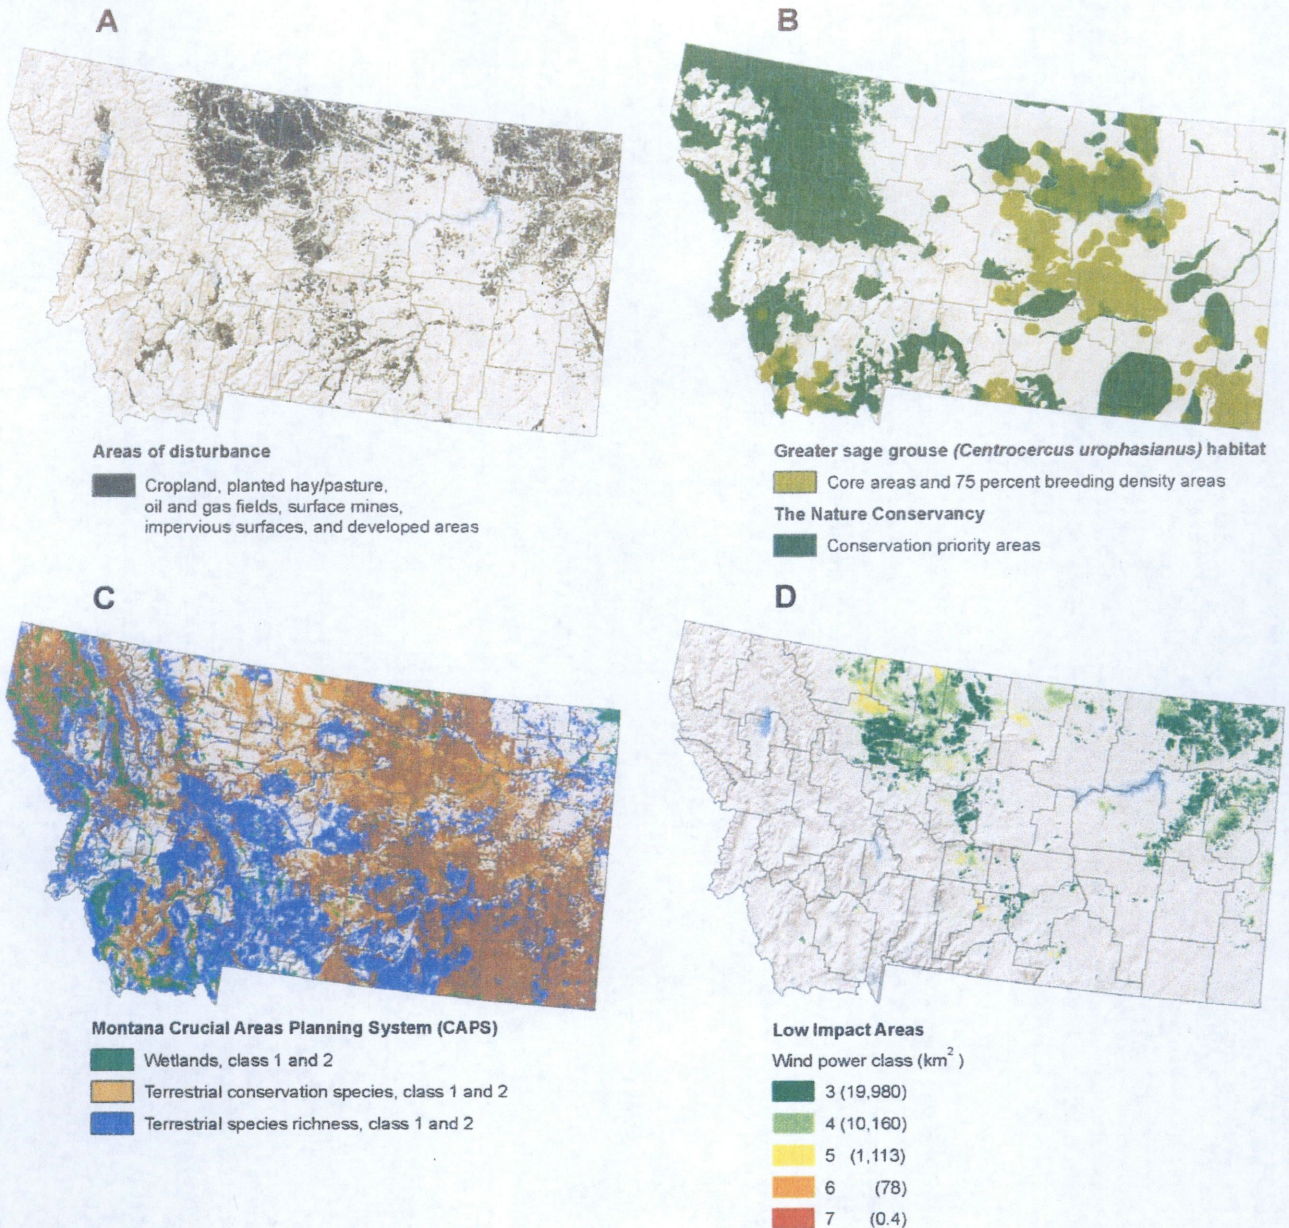 A
B
Areas of disturbance
Cropland, planted hay/pasture,
oil and gas fields, surface mines,
impervious surfaces, and developed areas
Greater sage grouse (Centrocercus urophasianus) habitat
Core areas and 75 percent breeding density areas
The Nature Conservancy
Conservation priority areas
C
D
Montana Crucial Areas Planning System (CAPS)
Wetlands, class 1 and 2
Terrestrial conservation species, class 1 and 2
Terrestrial species richness, class 1 and 2
Low Impact Areas
Wind power class (km²)
3 (19,980)
4 (10,160)
5 (1,113)
6 (78)
7 (0.4)